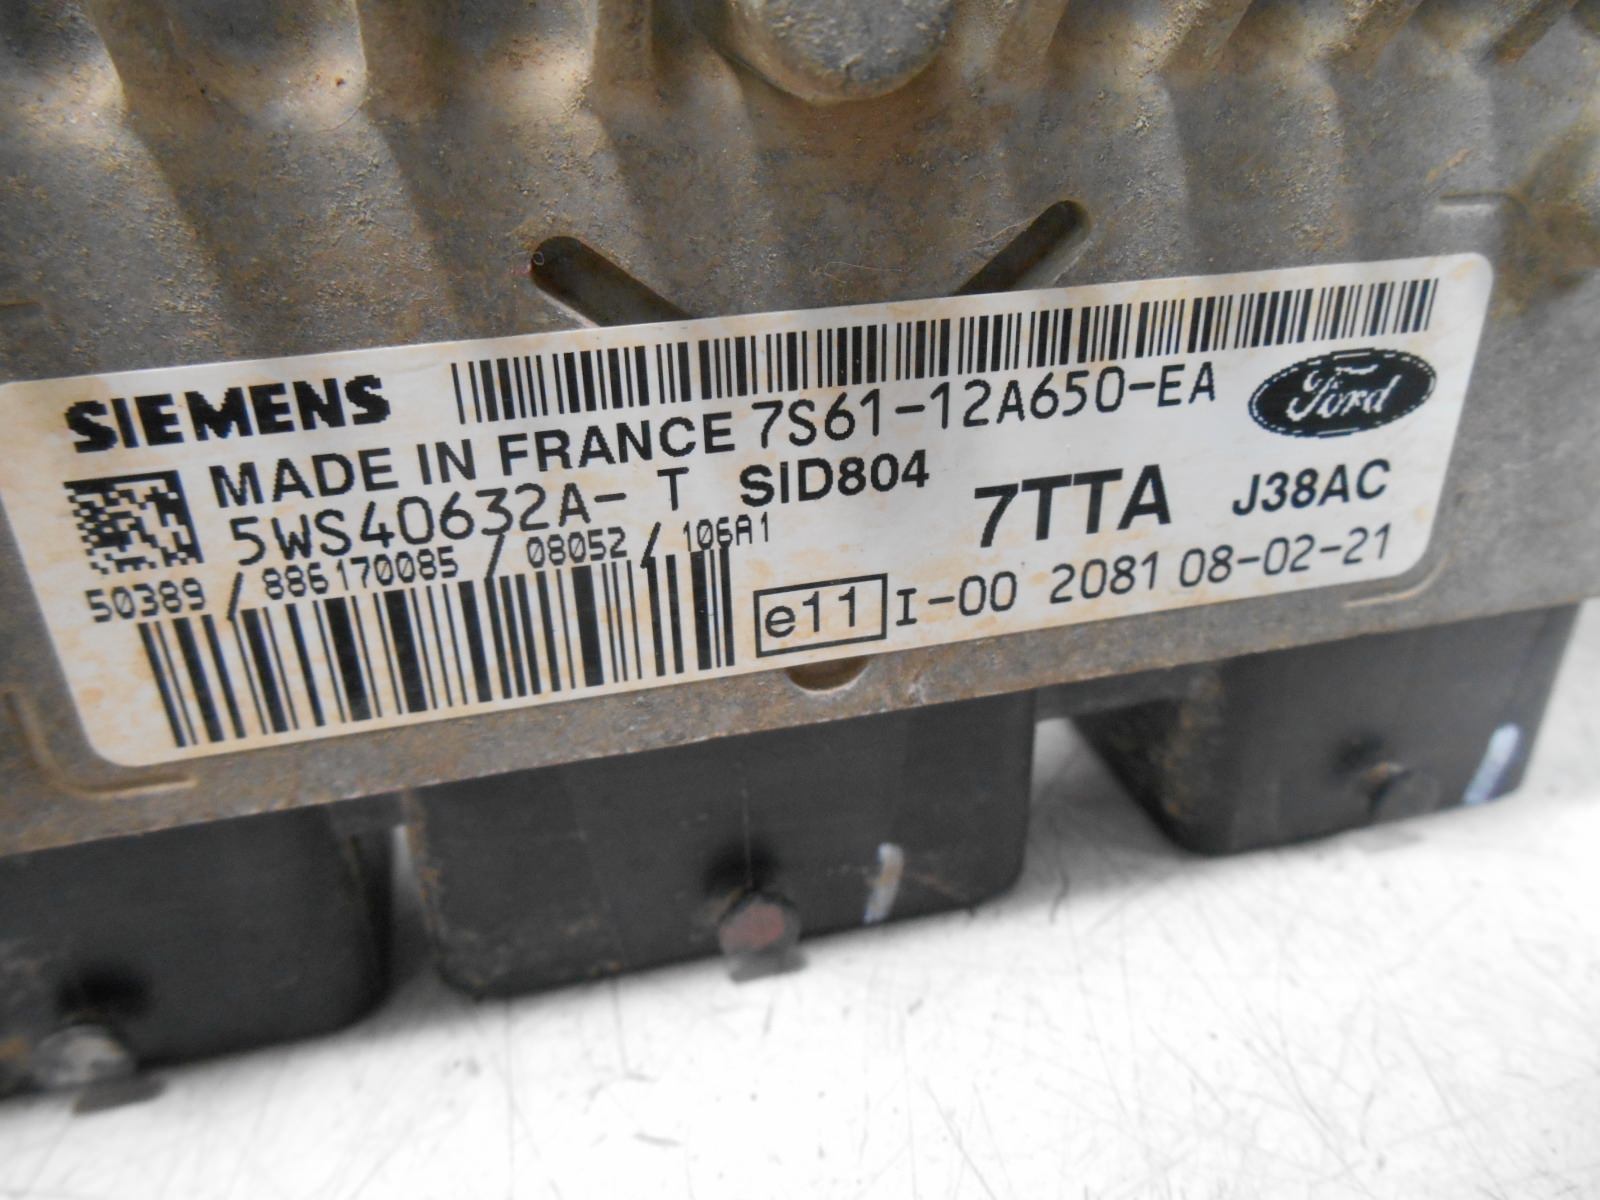 SIEMENS
7S61-12A650-EA
Ford
MADE IN FRANCE
5WS40632A- T SID804 7TTA J38AC
50389 / 886170085 / 08052 / 106A1
e11 I-00 2081 08-02-21